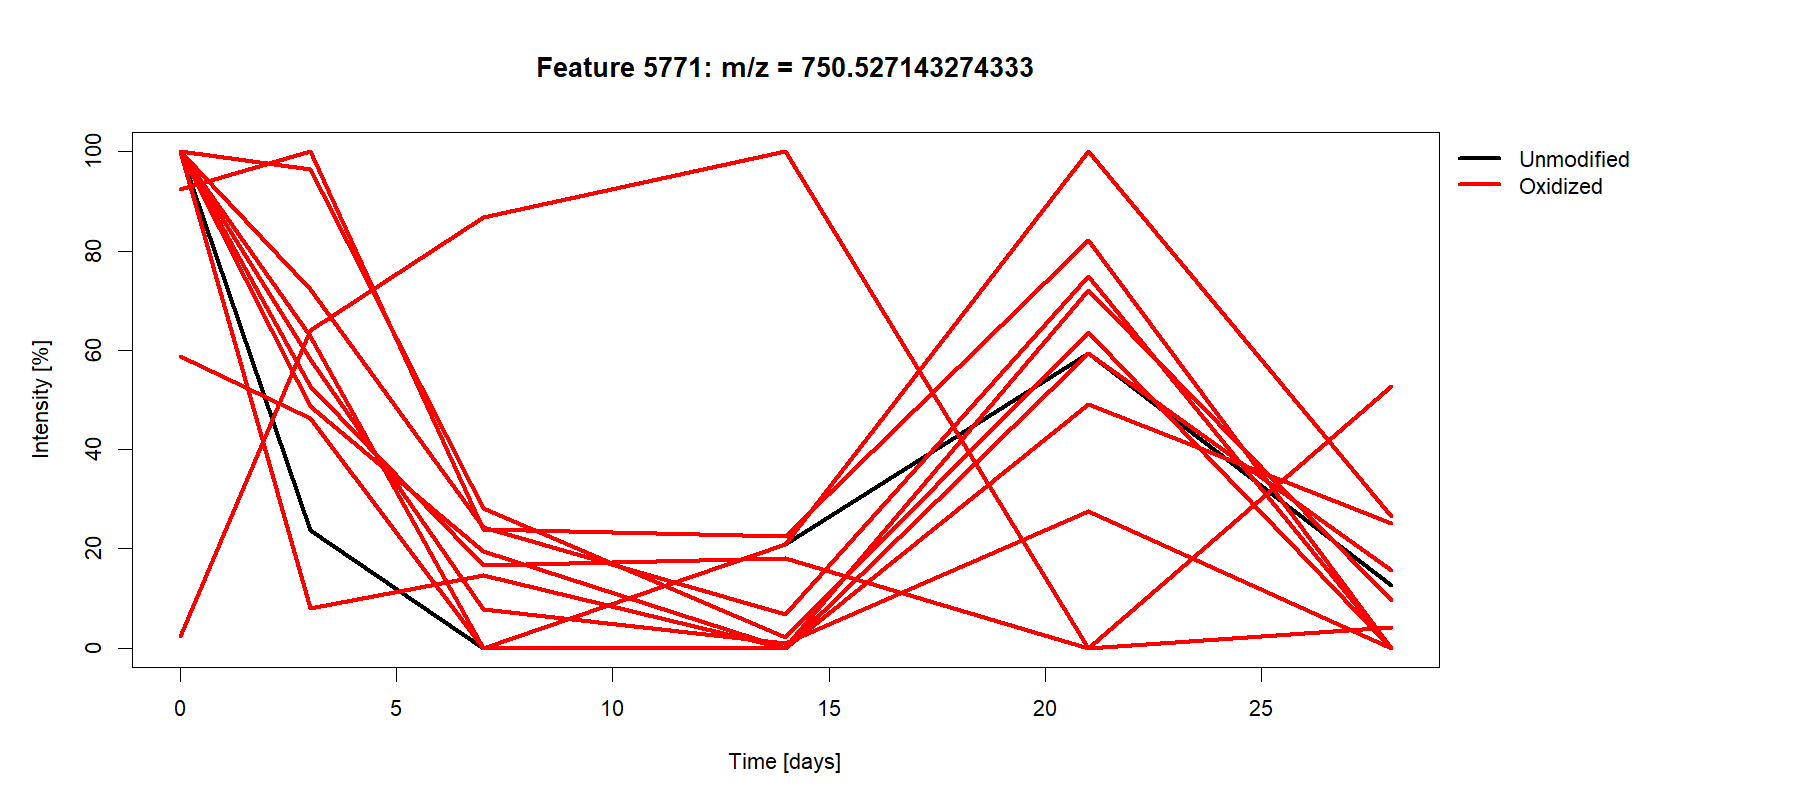 Feature 5771: m/z = 750.527143274333
Unmodified
Oxidized
Intensity [%]
100
80
60
40
20
0
0 5 10 15 20 25
Time [days]